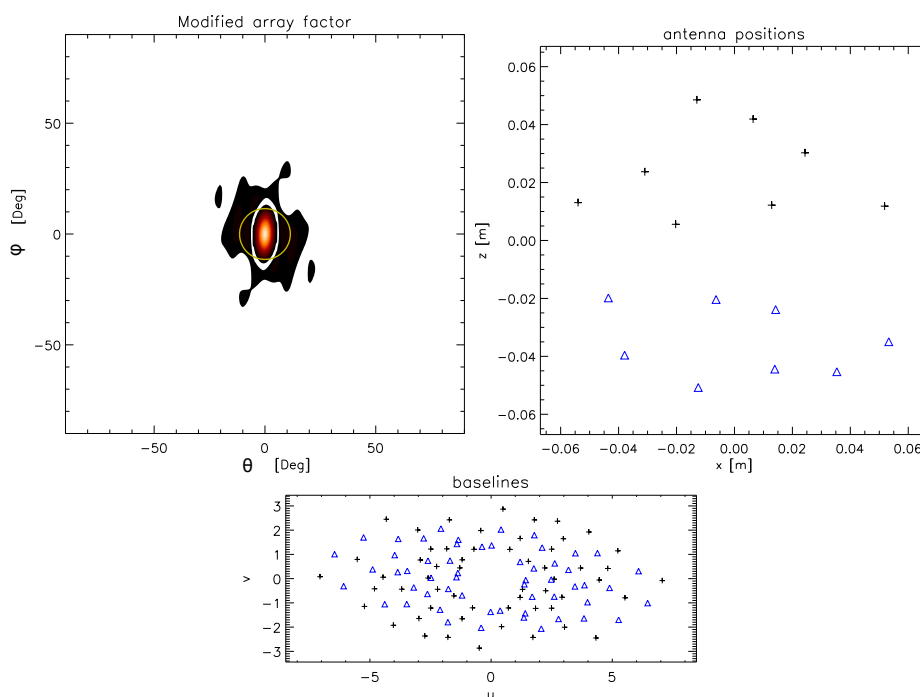 Modified array factor
50
0
−50
φ [Deg]
−50
0
50
θ [Deg]
antenna positions
0.06
0.04
0.02
0.00
−0.02
−0.04
−0.06
z [m]
−0.06 −0.04 −0.02 0.00 0.02 0.04 0.06
x [m]
baselines
3
2
1
0
−1
−2
−3
v
−5
0
5
u